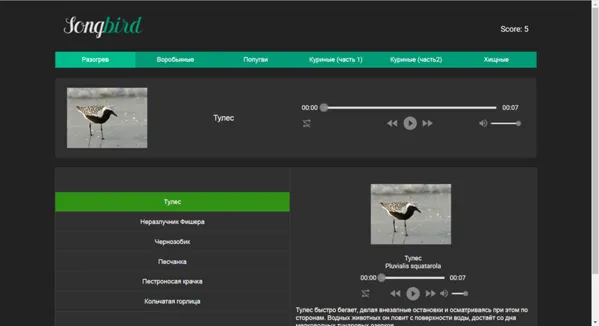 Songbird
Score: 5
Разогрев Воробьиные Попугаи Куриные (часть 1) Куриные (часть2) Хищные
Тулес
00:00 00:07
Тулес
Неразлучник Фишера
Чернозобик
Песчанка
Пестроносая крачка
Кольчатая горлица
Тулес
Pluvialis squatarola
00:00 00:07
Тулес быстро бегает, делая внезапные остановки и осматриваясь при этом по
сторонам. Водных животных он ловит с поверхности воды, достаёт со дна